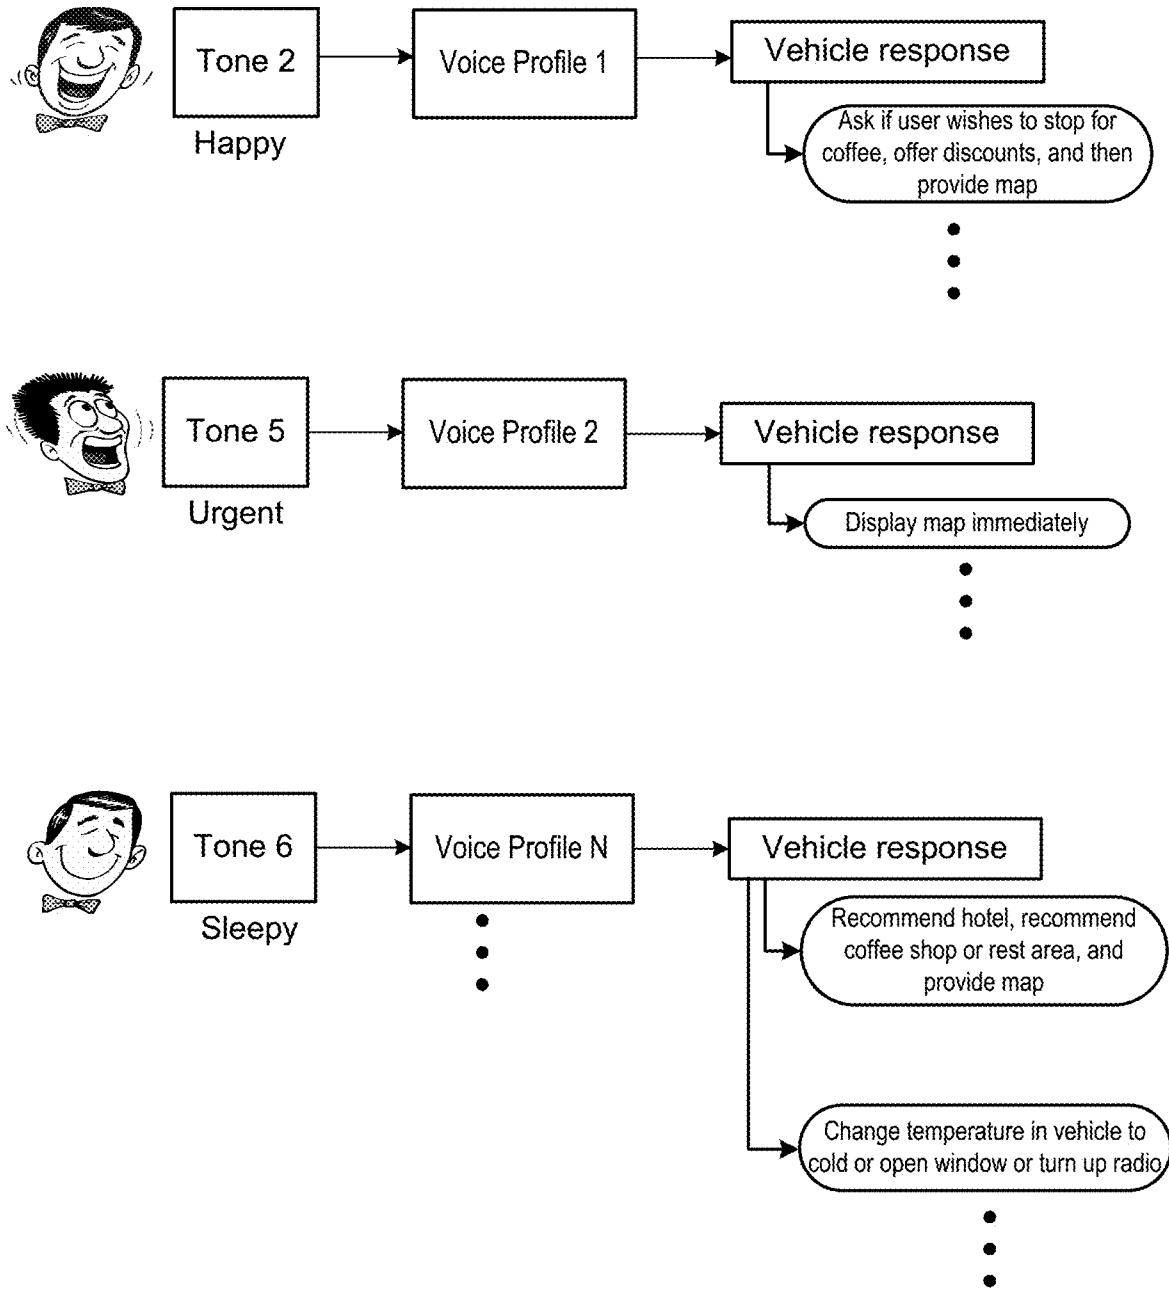 Tone 2
Voice Profile 1
Vehicle response
Happy
Ask if user wishes to stop for
coffee, offer discounts, and then
provide map
Tone 5
Voice Profile 2
Vehicle response
Urgent
Display map immediately
Tone 6
Voice Profile N
Vehicle response
Sleepy
Recommend hotel, recommend
coffee shop or rest area, and
provide map
Change temperature in vehicle to
cold or open window or turn up radio